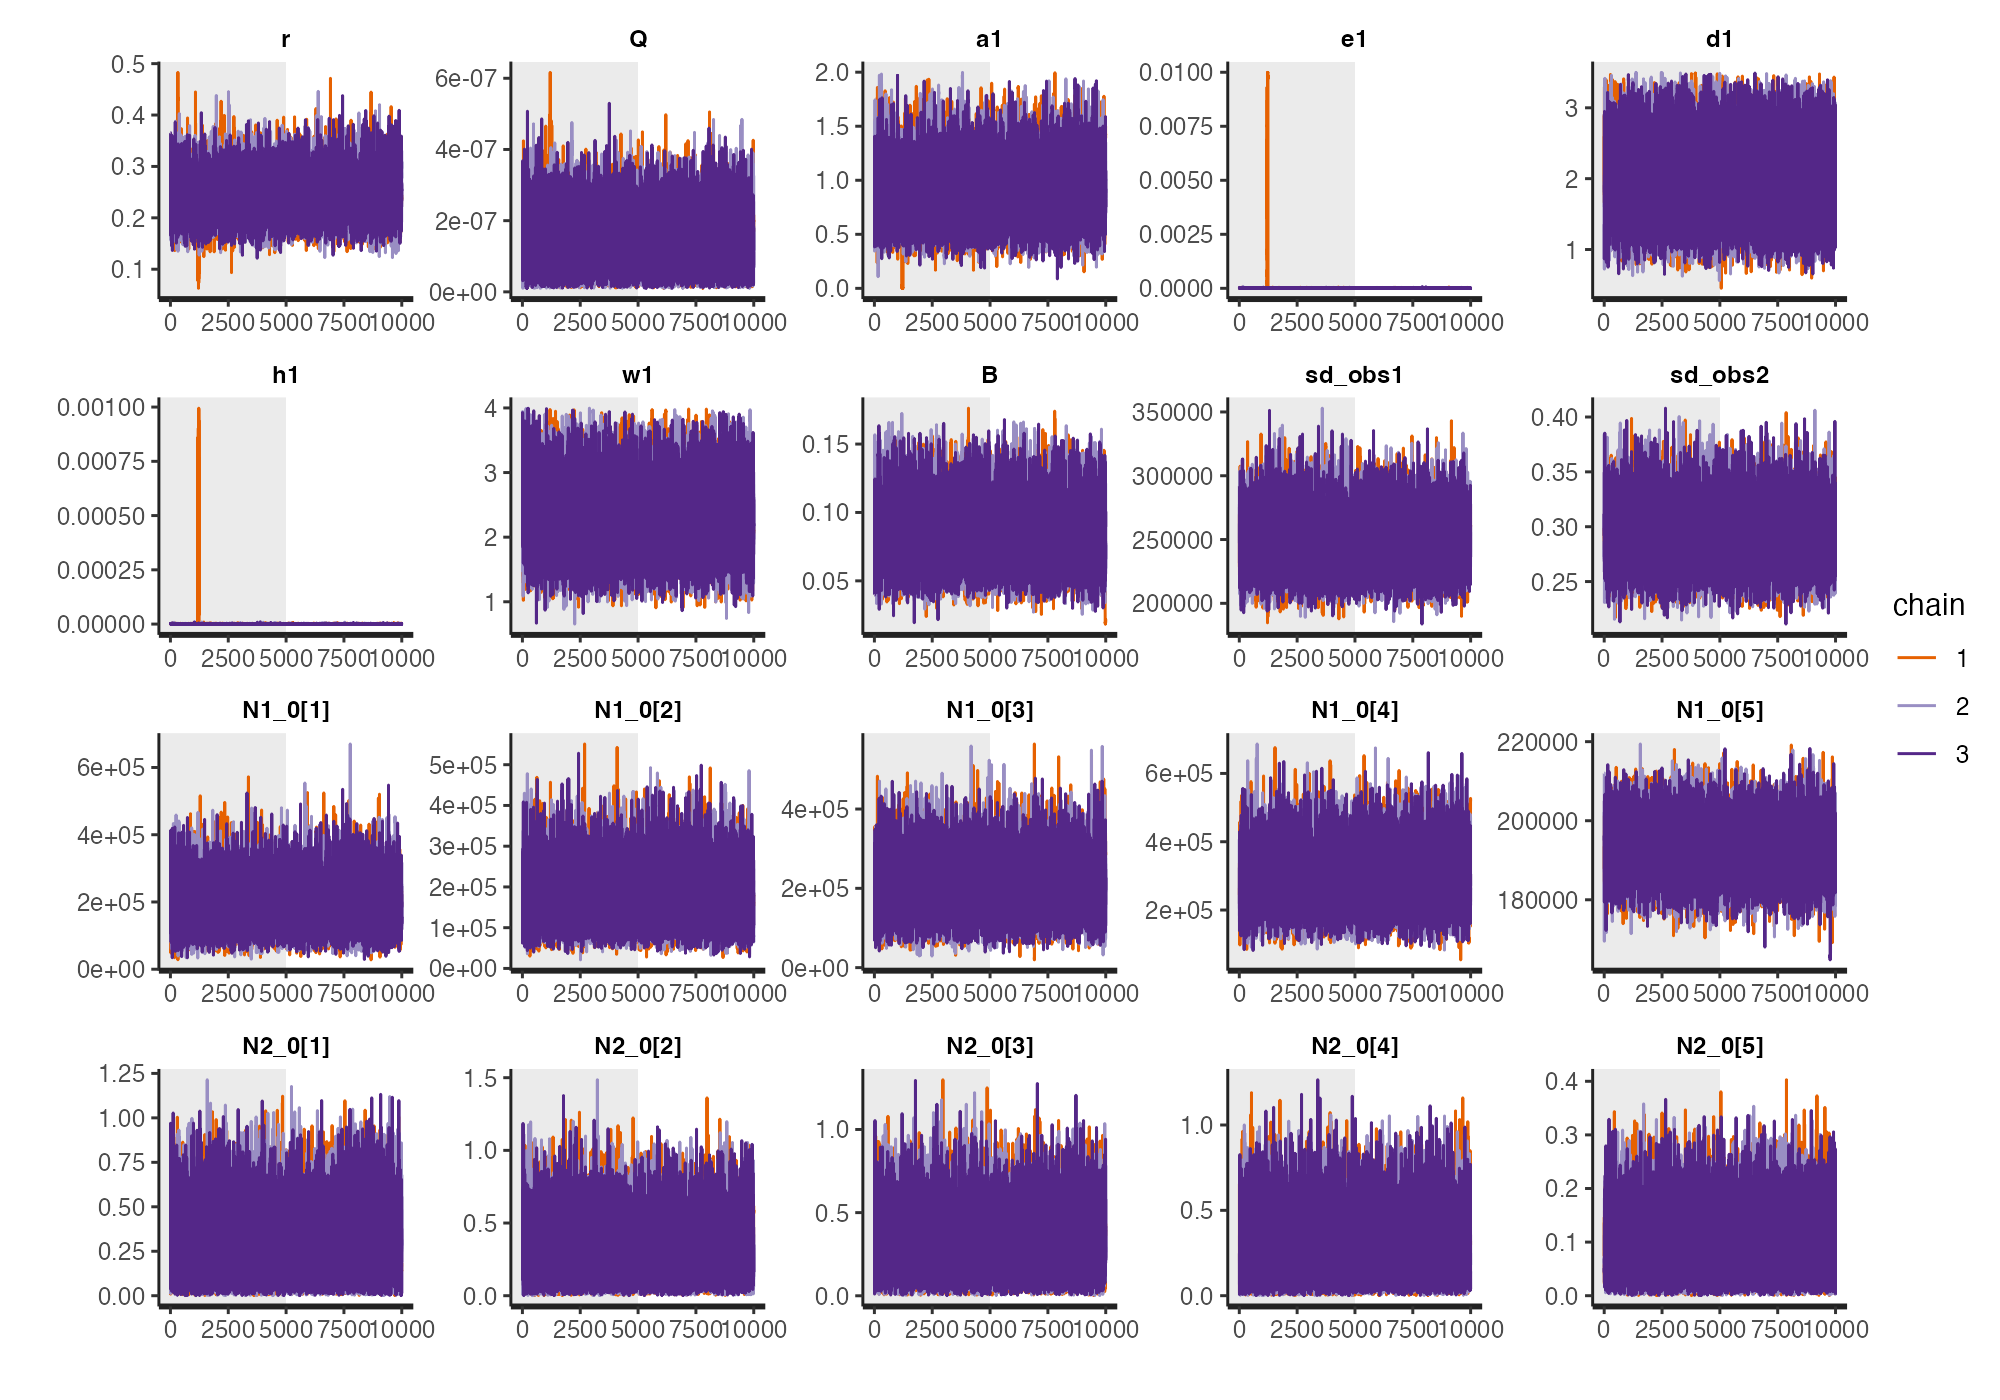 r Q a1 e1 d1
0.5 0.4 0.3 0.2 0.1
6e-07 4e-07 2e-07 0e+00
2.0 1.5 1.0 0.5 0.0
0.0100 0.0075 0.0050 0.0025 0.0000
3 2 1
0 2500 5000 7500 10000 0 2500 5000 7500 10000 0 2500 5000 7500 10000 0 2500 5000 7500 10000 0 2500 5000 7500 10000
h1 w1 B sd_obs1 sd_obs2
0.00100 0.00075 0.00050 0.00025 0.00000
4 3 2 1
0.15 0.10 0.05
350000 300000 250000 200000
0.40 0.35 0.30 0.25
0 2500 5000 7500 10000 0 2500 5000 7500 10000 0 2500 5000 7500 10000 0 2500 5000 7500 10000 0 2500 5000 7500 10000
chain
1
2
3
N1_0[1] N1_0[2] N1_0[3] N1_0[4] N1_0[5]
6e+05 4e+05 2e+05 0e+00
5e+05 4e+05 3e+05 2e+05 1e+05 0e+00
4e+05 2e+05 0e+00
6e+05 4e+05 2e+05
220000 200000 180000
0 2500 5000 7500 10000 0 2500 5000 7500 10000 0 2500 5000 7500 10000 0 2500 5000 7500 10000 0 2500 5000 7500 10000
N2_0[1] N2_0[2] N2_0[3] N2_0[4] N2_0[5]
1.25 1.00 0.75 0.50 0.25 0.00
1.5 1.0 0.5 0.0
1.0 0.5 0.0
1.0 0.5 0.0
0.4 0.3 0.2 0.1 0.0
0 2500 5000 7500 10000 0 2500 5000 7500 10000 0 2500 5000 7500 10000 0 2500 5000 7500 10000 0 2500 5000 7500 10000